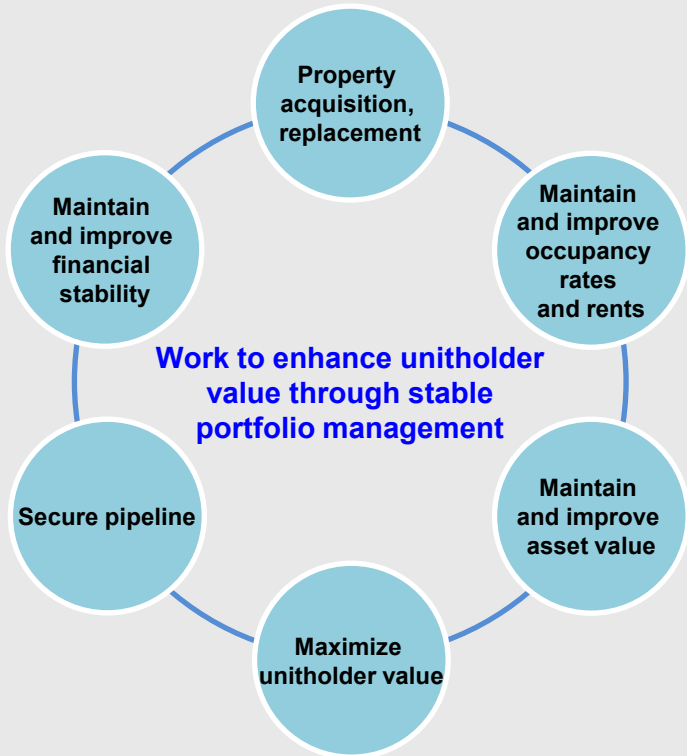 Property
acquisition,
replacement
Maintain
and improve
occupancy
rates
and rents
Maintain
and improve
asset value
Maximize
unitholder value
Secure pipeline
Maintain
and improve
financial
stability
Work to enhance unitholder
value through stable
portfolio management